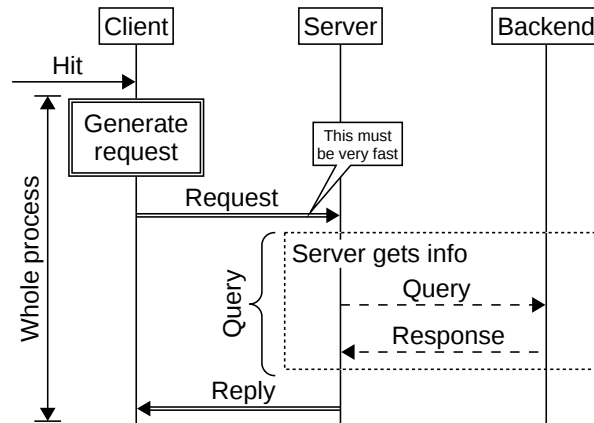 Client
Server
Backend
Hit
Generate
request
This must
be very fast
Request
Whole process
Query
Server gets info
Query
Response
Reply